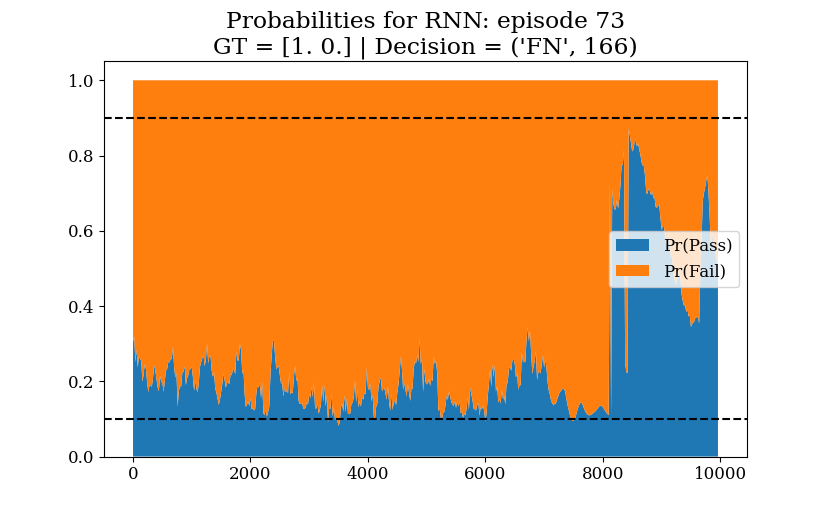 Probabilities for RNN: episode 73
GT = [1. 0.] | Decision = ('FN', 166)
1.0
0.8
0.6
0.4
0.2
0.0
Pr(Pass)
Pr(Fail)
0 2000 4000 6000 8000 10000